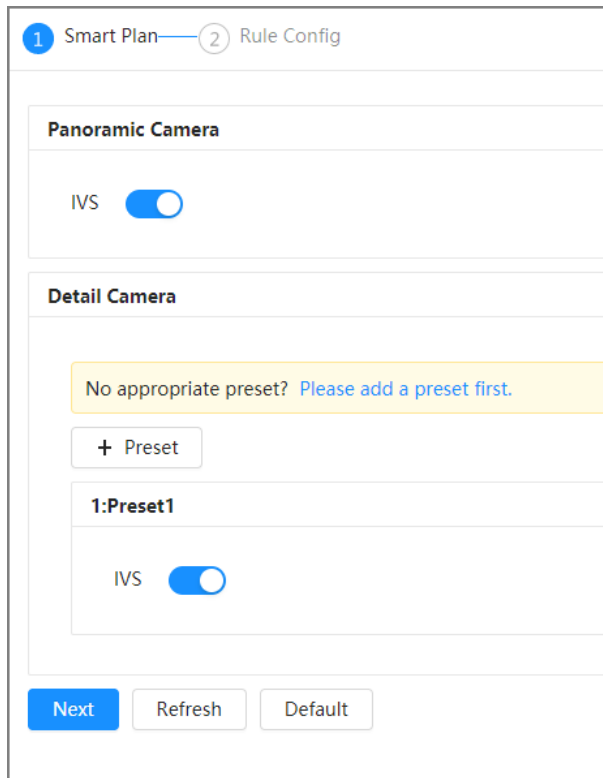 1 Smart Plan 2 Rule Config
Panoramic Camera
IVS
Detail Camera
No appropriate preset? Please add a preset first.
+ Preset
1:Preset1
IVS
Next Refresh Default